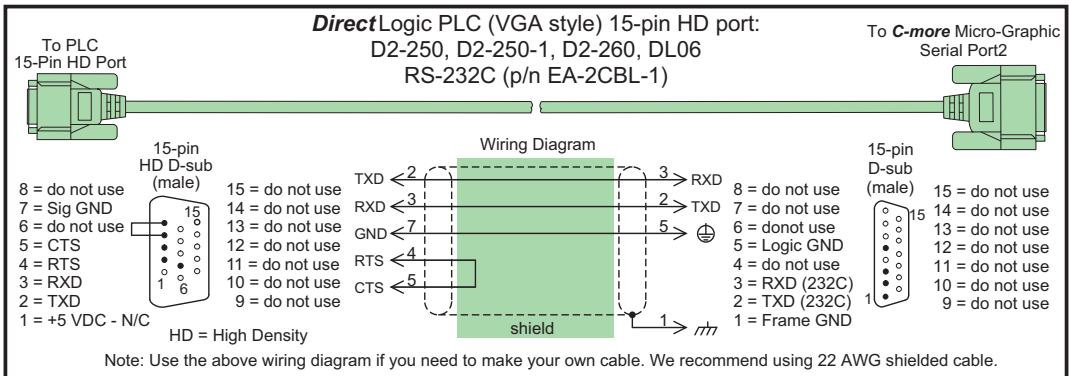 DirectLogic PLC (VGA style) 15-pin HD port:
D2-250, D2-250-1, D2-260, DL06
RS-232C (p/n EA-2CBL-1)
To PLC
15-Pin HD Port
To C-more Micro-Graphic
Serial Port2
15-pin
HD D-sub
(male)
8 = do not use
7 = Sig GND
6 = do not use
5 = CTS
4 = RTS
3 = RXD
2 = TXD
1 = +5 VDC - N/C
15
1
6
15 = do not use
14 = do not use
13 = do not use
12 = do not use
11 = do not use
10 = do not use
9 = do not use
HD = High Density
Wiring Diagram
TXD 2 3 RXD
RXD 3 2 TXD
GND 7 5
RTS 4
CTS 5
1
shield
15-pin
D-sub
(male)
8 = do not use
7 = do not use
6 = donot use
5 = Logic GND
4 = do not use
3 = RXD (232C)
2 = TXD (232C)
1 = Frame GND
15
1
15 = do not use
14 = do not use
13 = do not use
12 = do not use
11 = do not use
10 = do not use
9 = do not use
Note: Use the above wiring diagram if you need to make your own cable. We recommend using 22 AWG shielded cable.